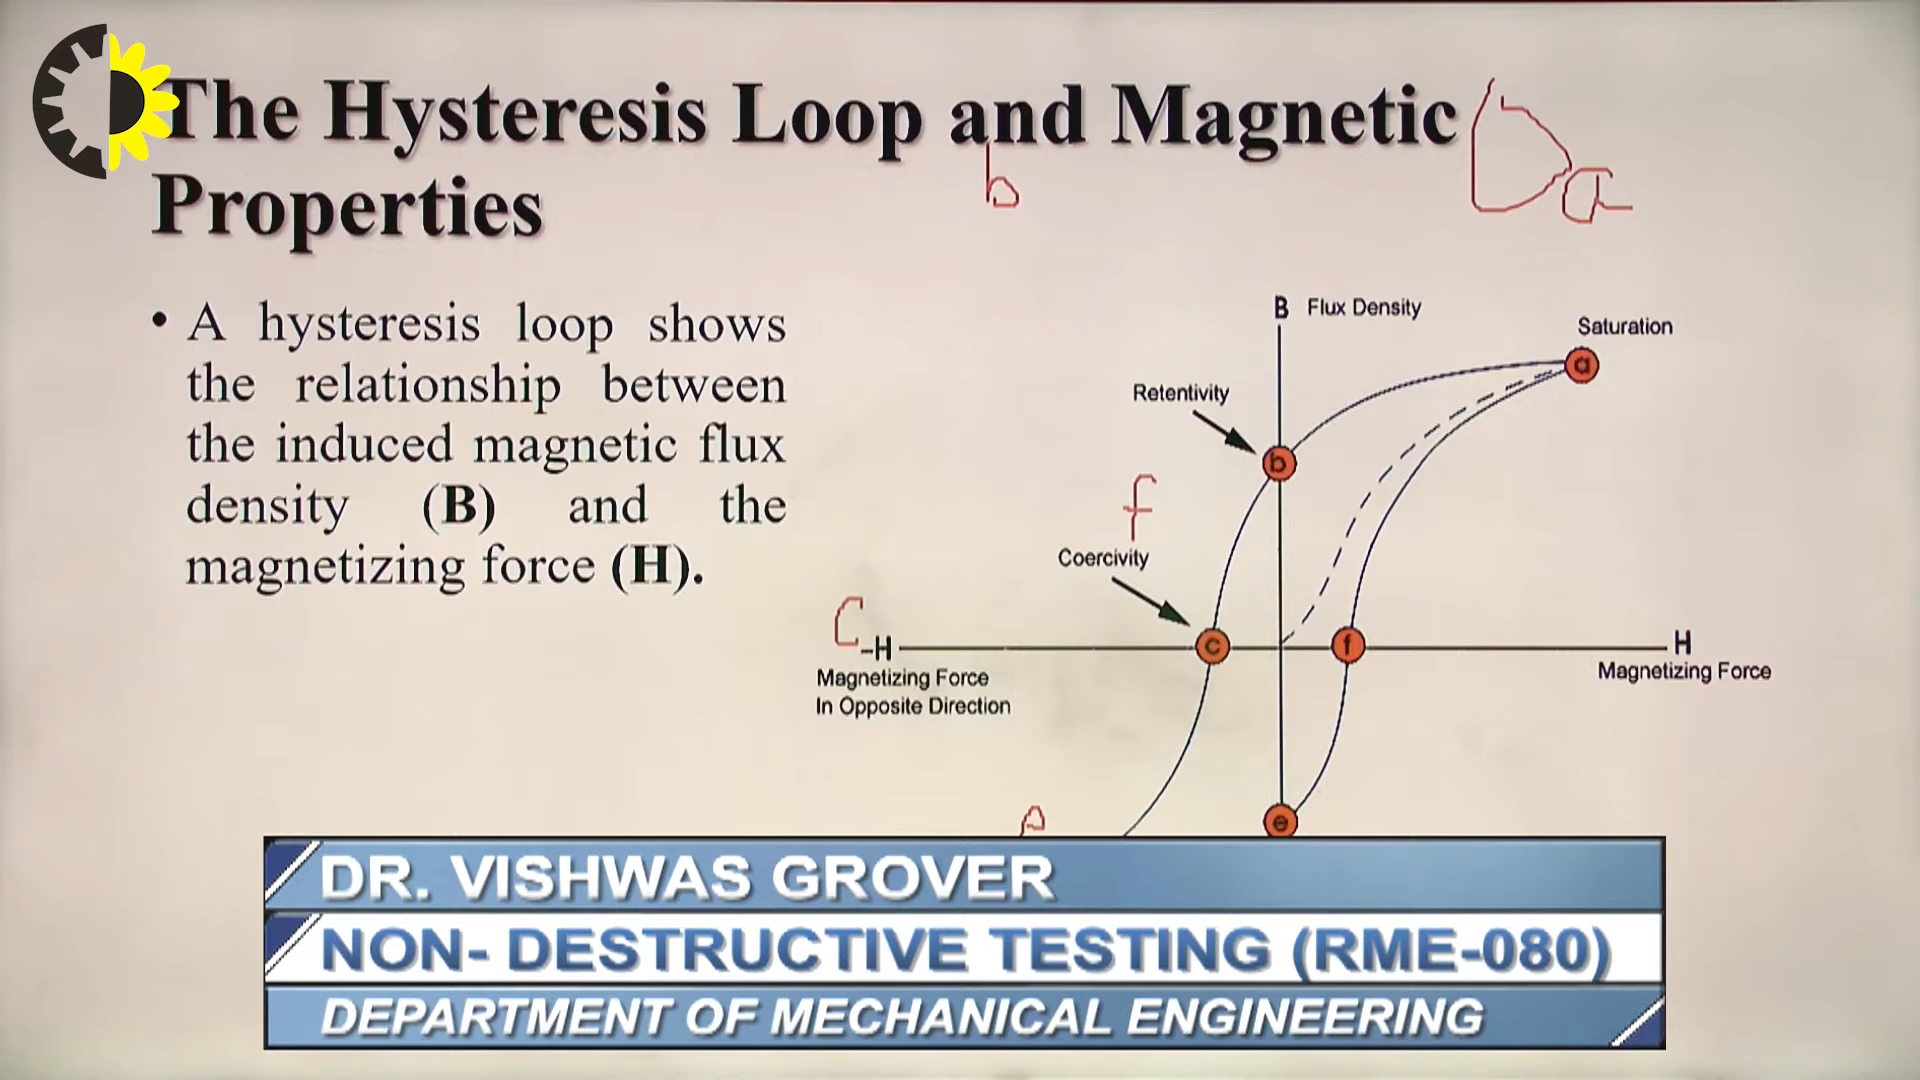 The Hysteresis Loop and Magnetic
Properties
b
a
• A hysteresis loop shows
the relationship between
the induced magnetic flux
density (B) and the
magnetizing force (H).
B Flux Density
Saturation
a
Retentivity
b
f
Coercivity
C
-H
c
f
H
Magnetizing Force
In Opposite Direction
Magnetizing Force
e
DR. VISHWAS GROVER
NON- DESTRUCTIVE TESTING (RME-080)
DEPARTMENT OF MECHANICAL ENGINEERING